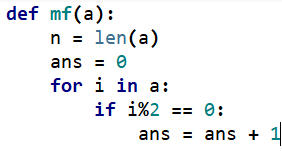 def mf(a):
    n = len(a)
    ans = 0
    for i in a:
        if i%2 == 0:
            ans = ans + 1